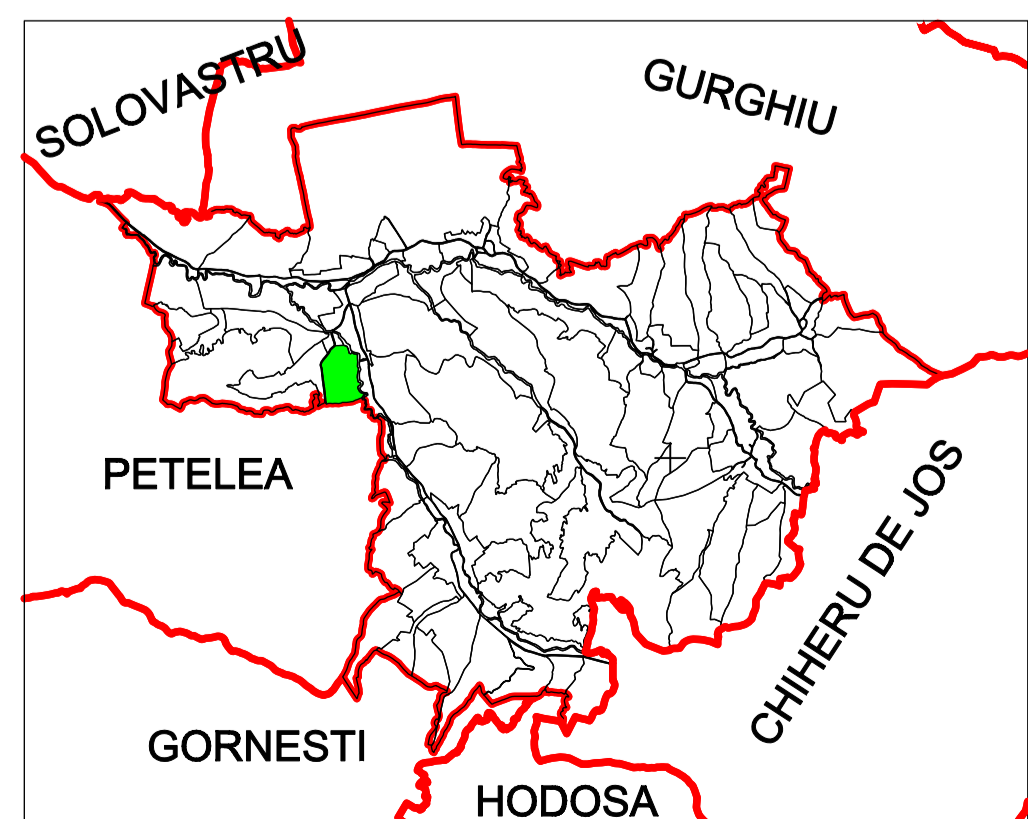 SOLOVASTRU
GURGHIU
PETELEA
CHIHERU DE JOS
GORNESTI
HODOSA